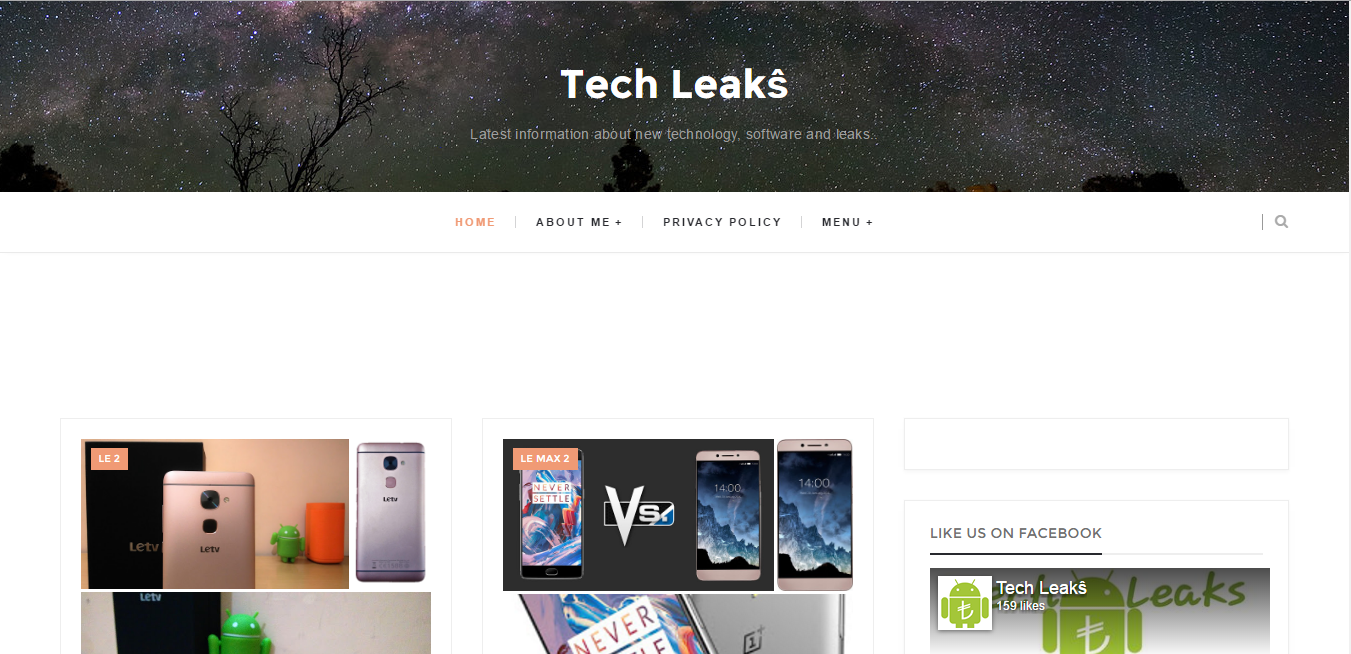 Tech Leakŝ
Latest information about new technology, software and leaks..
HOME
ABOUT ME +
PRIVACY POLICY
MENU +
LE 2
Letv
Letv
Letv
Letv
LE MAX 2
NEVER
SETTLE
Vs.
14:00
14:00
NEVER
SETTLE
1+
LIKE US ON FACEBOOK
Tech Leakŝ
159 likes
Leaks